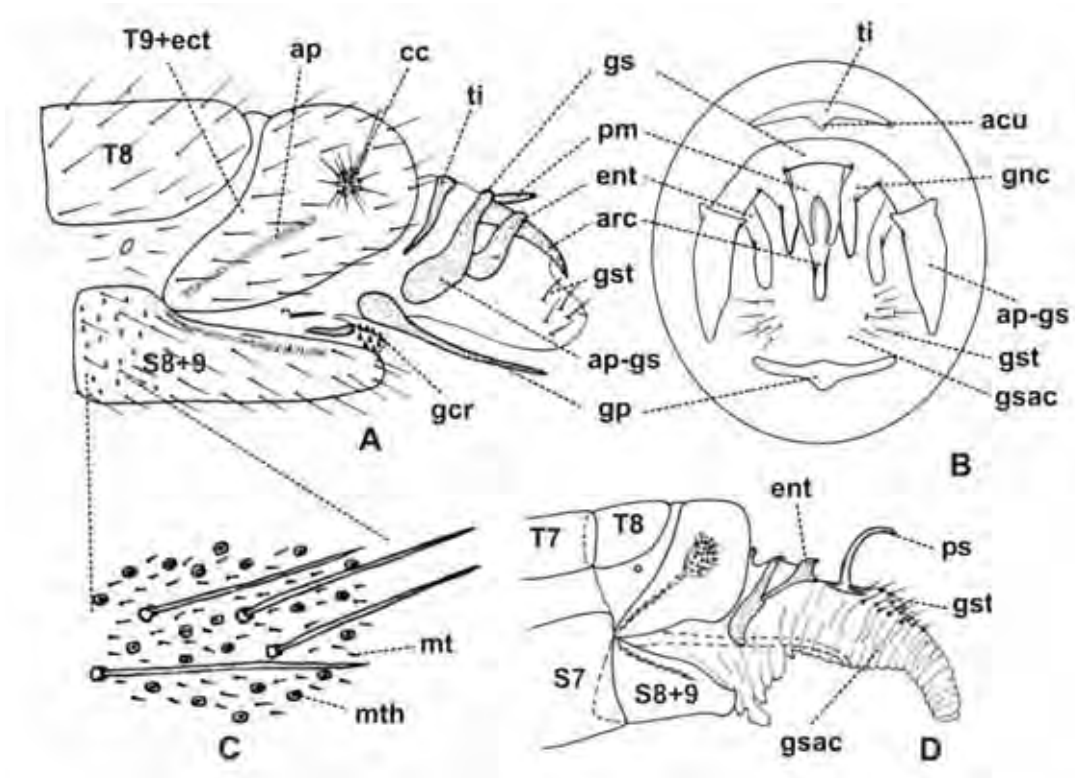 T9+ect
ap
cc
ti
T8
S8+9
gs
pm
ent
arc
gst
ap-gs
gp
gcr
A
ti
acu
gnc
ap-gs
gst
gsac
B
mt
mth
C
T7
T8
ent
ps
gst
S7
S8+9
gsac
D